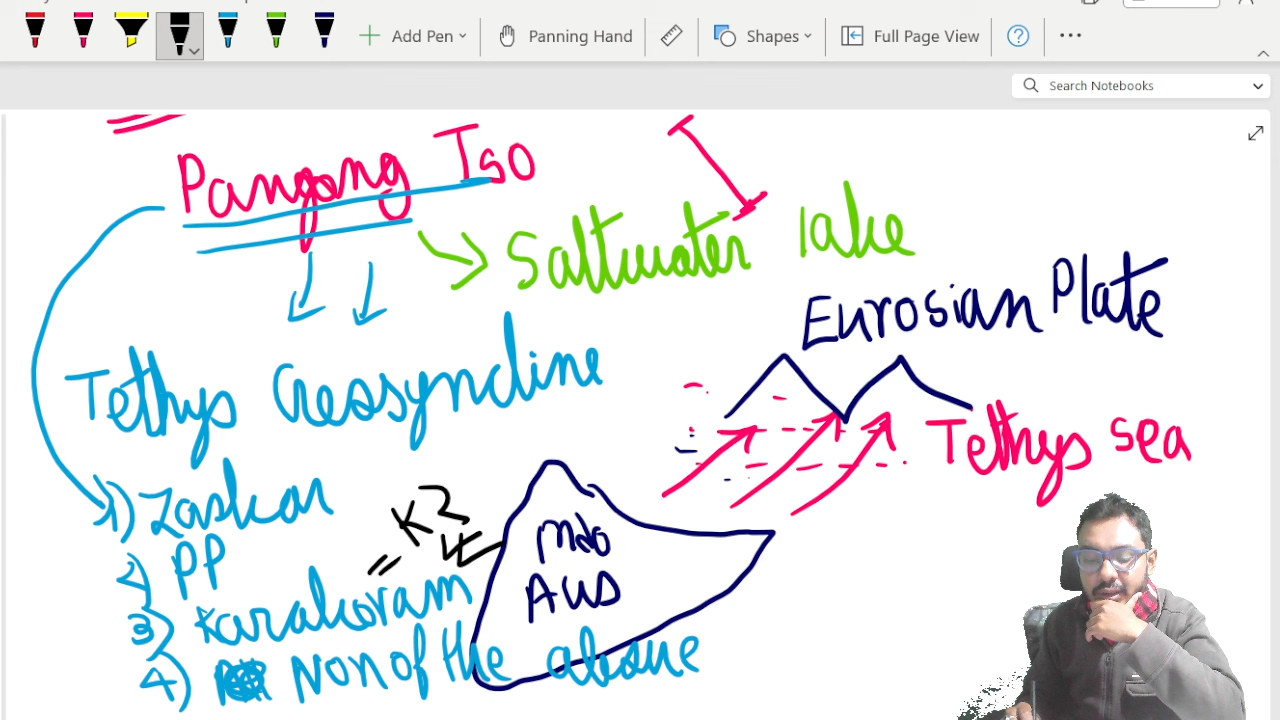 Add Pen
Panning Hand
Shapes
Full Page View
Search Notebooks
Pangong Tso
Saltwater lake
Eurosian Plate
Tethys Geosyncline
Tethys Sea
1) Zaskar
K2
2) PP
Indo
Aus
3) Karakoram
4) Non of the above